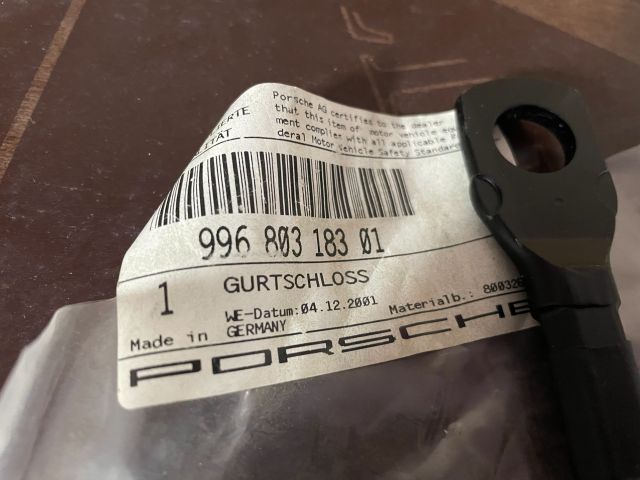 Porsche AG certifies to the dealer
that this item of motor vehicle
ment complies with all applicable
deral Motor Vehicle Safety Standard
996 803 183 01
1 GURTSCHLOSS
WE-Datum:04.12.2001 Materialb.:
Made in GERMANY
PORSCHE